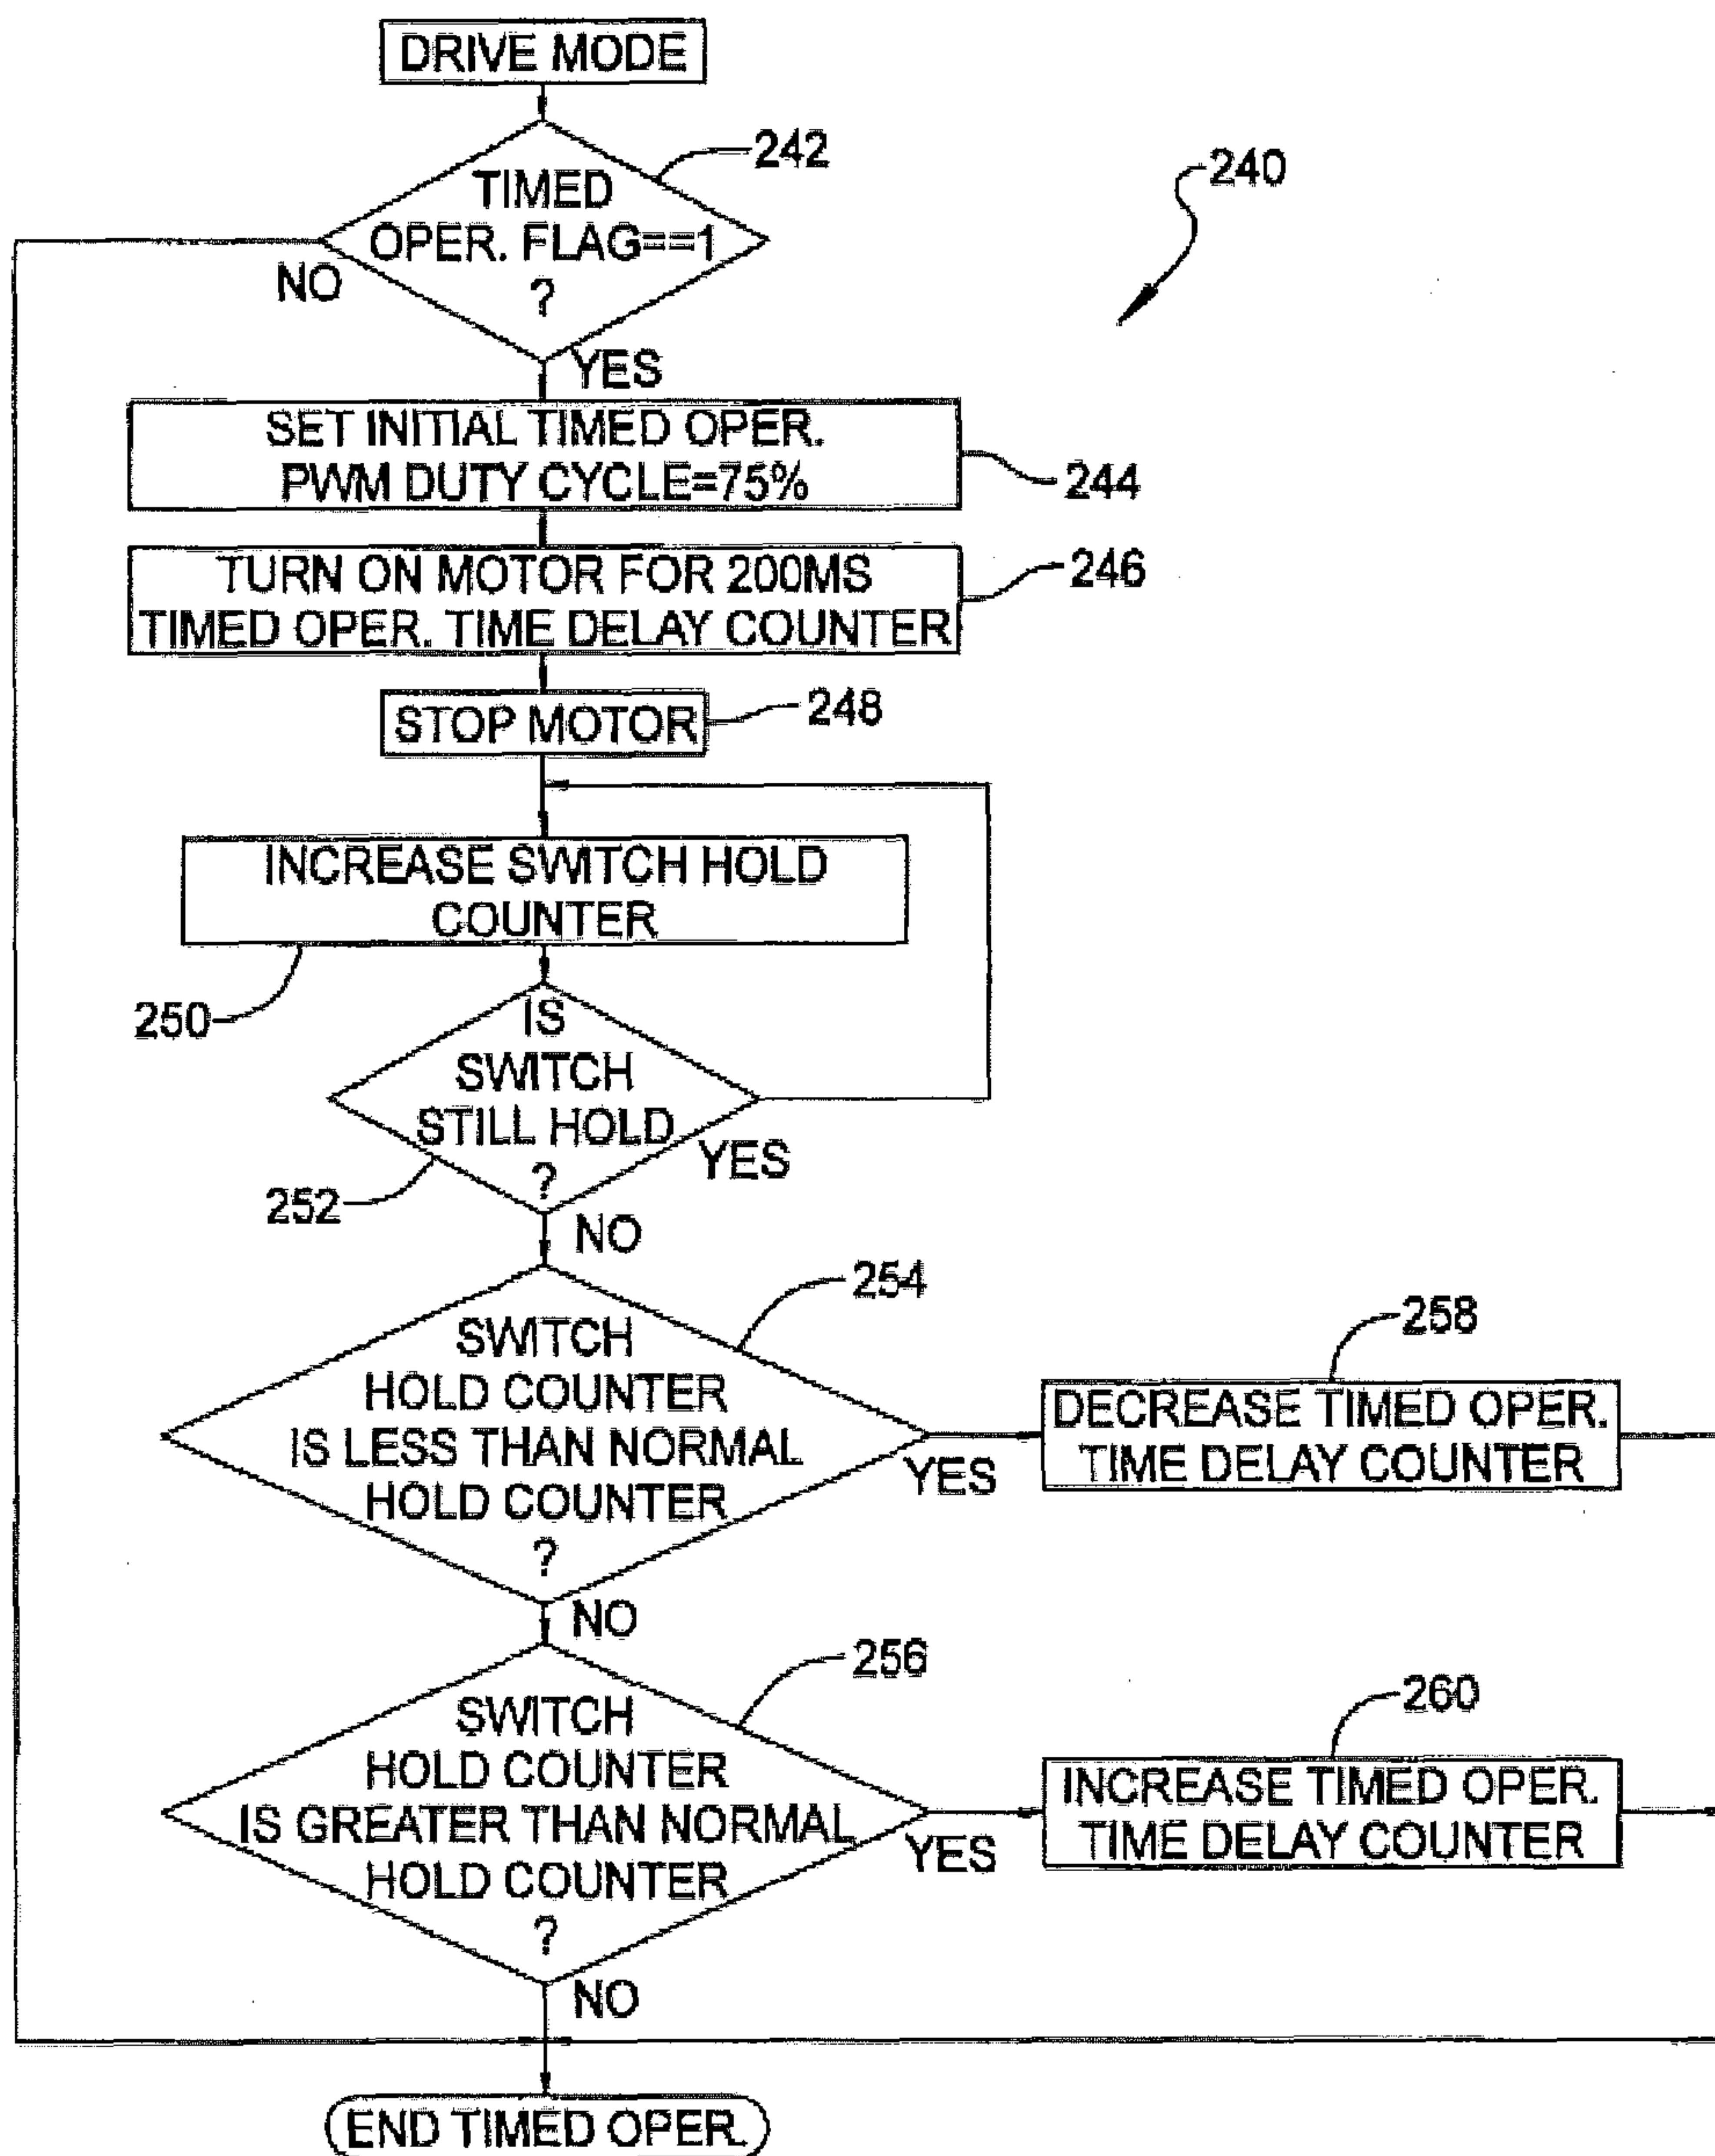 DRIVE MODE
242
TIMED
OPER. FLAG==1
?
NO
YES
240
SET INITIAL TIMED OPER.
PWM DUTY CYCLE=75%
244
TURN ON MOTOR FOR 200MS
TIMED OPER. TIME DELAY COUNTER
246
STOP MOTOR
248
INCREASE SWITCH HOLD
COUNTER
250
IS
SWITCH
STILL HOLD
?
YES
252
NO
254
SWITCH
HOLD COUNTER
IS LESS THAN NORMAL
HOLD COUNTER
?
YES
258
DECREASE TIMED OPER.
TIME DELAY COUNTER
NO
256
SWITCH
HOLD COUNTER
IS GREATER THAN NORMAL
HOLD COUNTER
?
YES
260
INCREASE TIMED OPER.
TIME DELAY COUNTER
NO
END TIMED OPER.